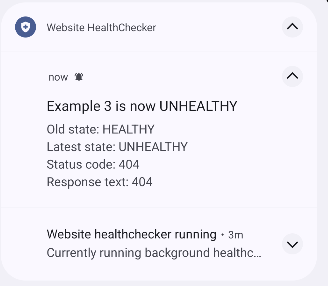 Website HealthChecker
now
Example 3 is now UNHEALTHY
Old state: HEALTHY
Latest state: UNHEALTHY
Status code: 404
Response text: 404
Website healthchecker running • 3m
Currently running background healthc...